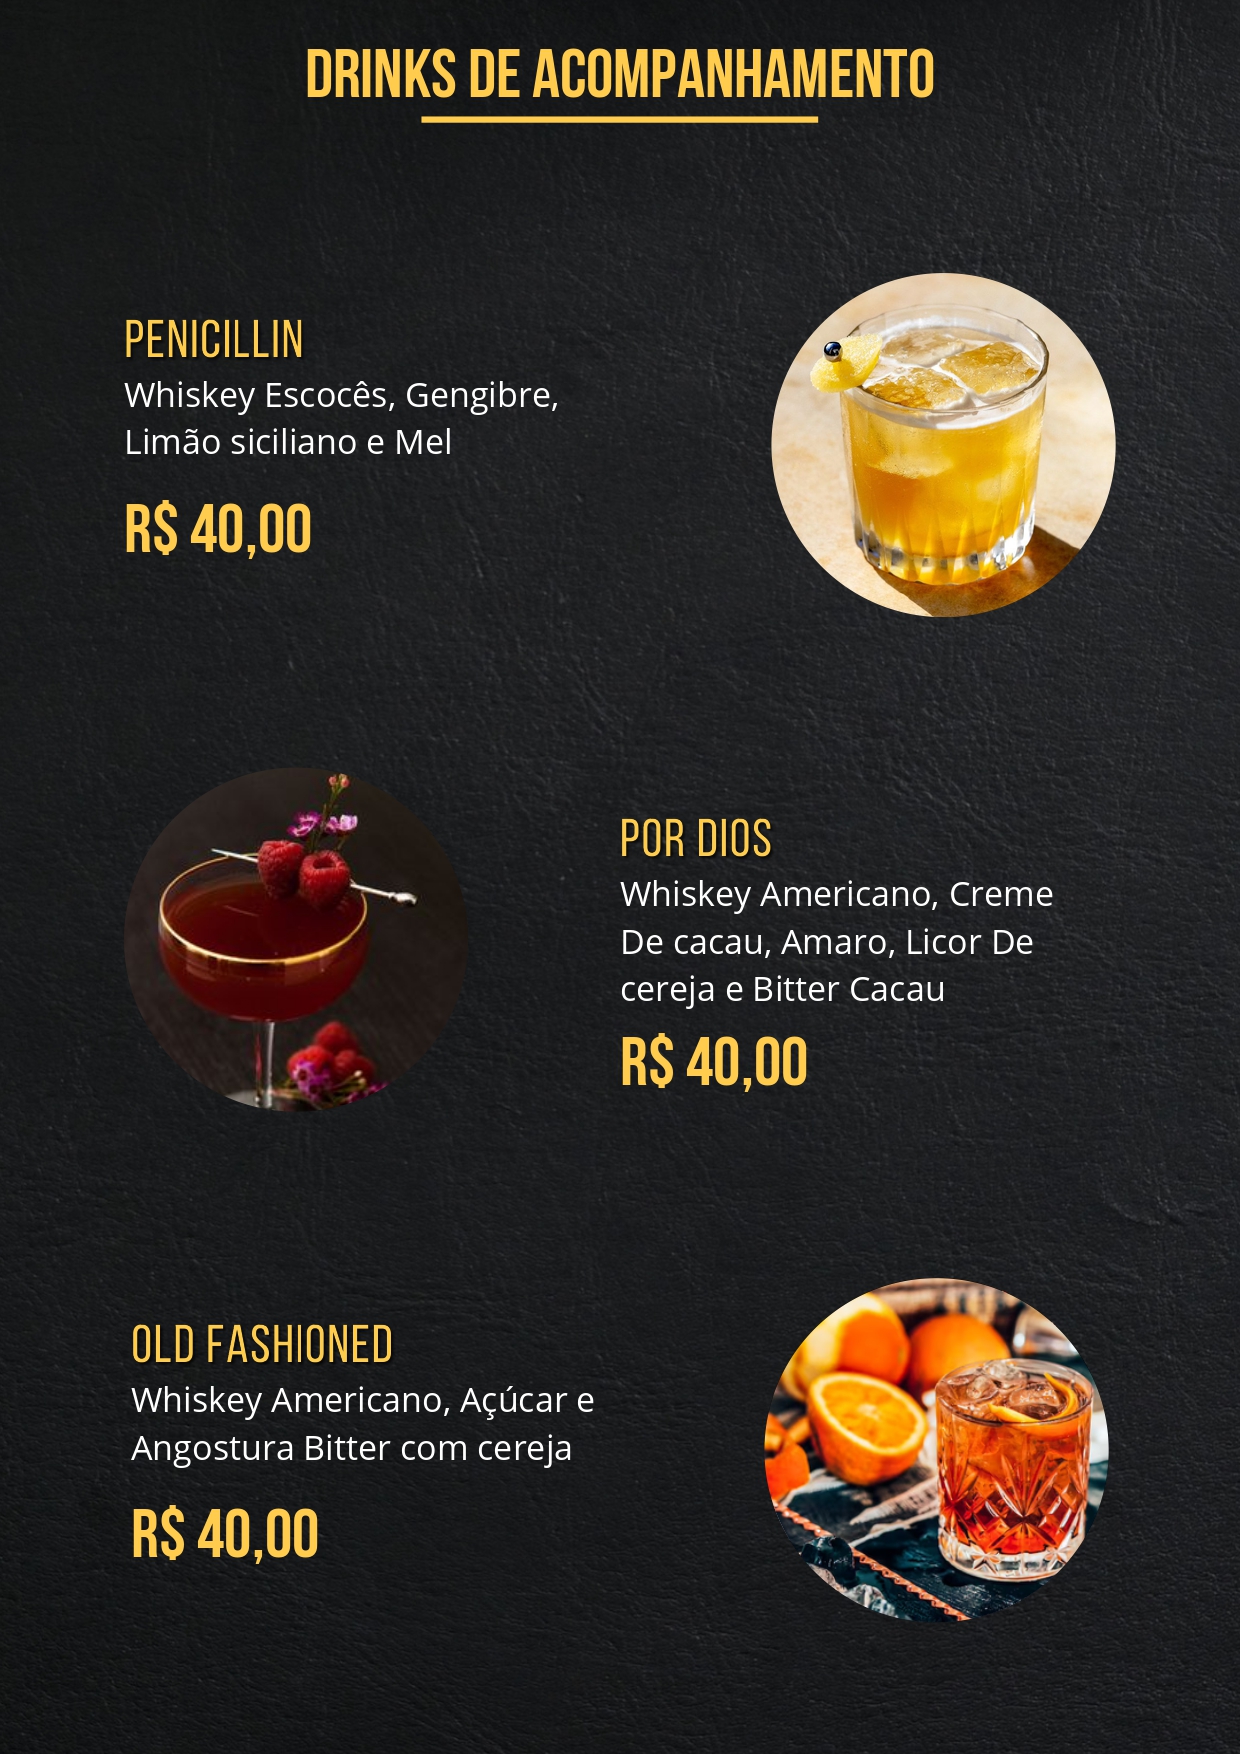 DRINKS DE ACOMPANHAMENTO
PENICILLIN
Whiskey Escocês, Gengibre,
Limão siciliano e Mel
R$ 40,00
POR DIOS
Whiskey Americano, Creme
De cacau, Amaro, Licor De
cereja e Bitter Cacau
R$ 40,00
OLD FASHIONED
Whiskey Americano, Açúcar e
Angostura Bitter com cereja
R$ 40,00